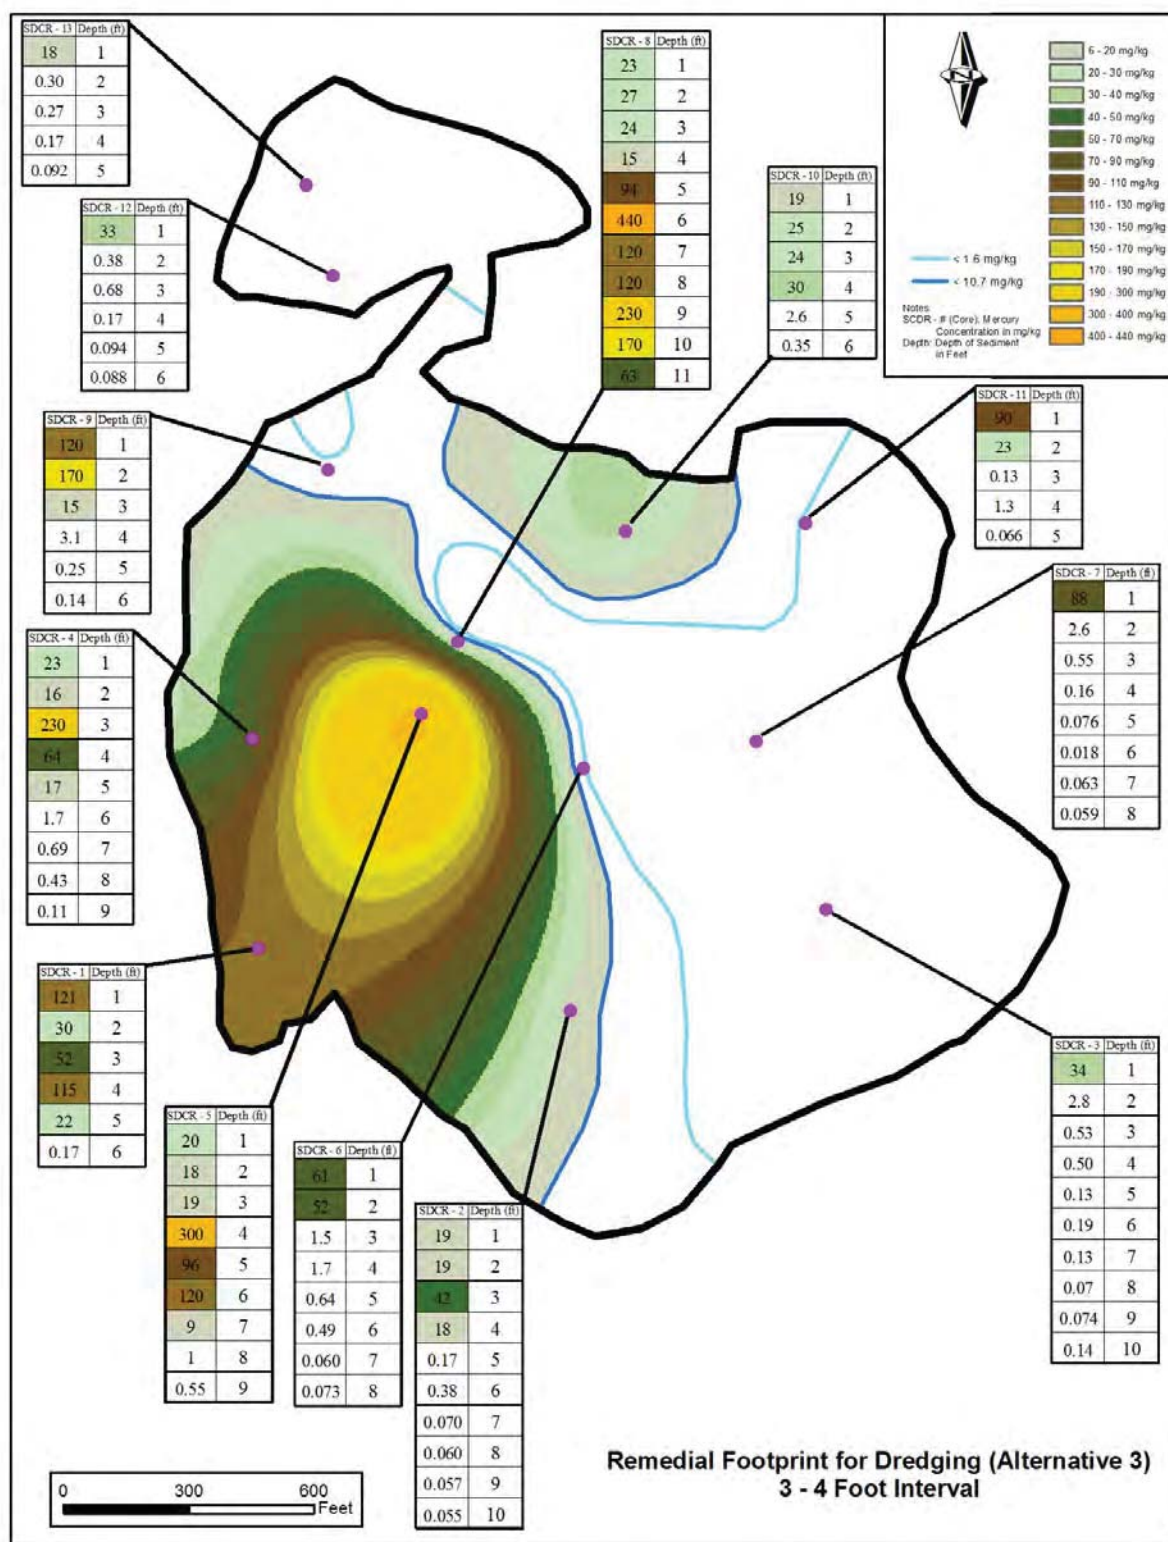 SDCR - 13 Depth (ft)
18 1
0.30 2
0.27 3
0.17 4
0.092 5
SDCR - 12 Depth (ft)
33 1
0.38 2
0.68 3
0.17 4
0.094 5
0.088 6
SDCR - 8 Depth (ft)
23 1
27 2
24 3
15 4
94 5
440 6
120 7
120 8
230 9
170 10
63 11
SDCR - 10 Depth (ft)
19 1
25 2
24 3
30 4
2.6 5
0.35 6
N
6 - 20 mg/kg
20 - 30 mg/kg
30 - 40 mg/kg
40 - 50 mg/kg
50 - 70 mg/kg
70 - 90 mg/kg
90 - 110 mg/kg
110 - 130 mg/kg
130 - 150 mg/kg
150 - 170 mg/kg
170 - 190 mg/kg
190 - 300 mg/kg
300 - 400 mg/kg
400 - 440 mg/kg
< 1.6 mg/kg
< 10.7 mg/kg
Notes:
SCDR - # (Core): Mercury
Concentration in mg/kg
Depth: Depth of Sediment
in Feet
SDCR - 11 Depth (ft)
90 1
23 2
0.13 3
1.3 4
0.066 5
SDCR - 9 Depth (ft)
120 1
170 2
15 3
3.1 4
0.25 5
0.14 6
SDCR - 7 Depth (ft)
88 1
2.6 2
0.55 3
0.16 4
0.076 5
0.018 6
0.063 7
0.059 8
SDCR - 4 Depth (ft)
23 1
16 2
230 3
64 4
17 5
1.7 6
0.69 7
0.43 8
0.11 9
SDCR - 1 Depth (ft)
121 1
30 2
52 3
115 4
22 5
0.17 6
SDCR - 3 Depth (ft)
34 1
2.8 2
0.53 3
0.50 4
0.13 5
0.19 6
0.13 7
0.07 8
0.074 9
0.14 10
SDCR - 5 Depth (ft)
20 1
18 2
19 3
300 4
96 5
120 6
9 7
1 8
0.55 9
SDCR - 6 Depth (ft)
61 1
52 2
1.5 3
1.7 4
0.64 5
0.49 6
0.060 7
0.073 8
SDCR - 2 Depth (ft)
19 1
19 2
42 3
18 4
0.17 5
0.38 6
0.070 7
0.060 8
0.057 9
0.055 10
Remedial Footprint for Dredging (Alternative 3)
3 - 4 Foot Interval
0 300 600
Feet